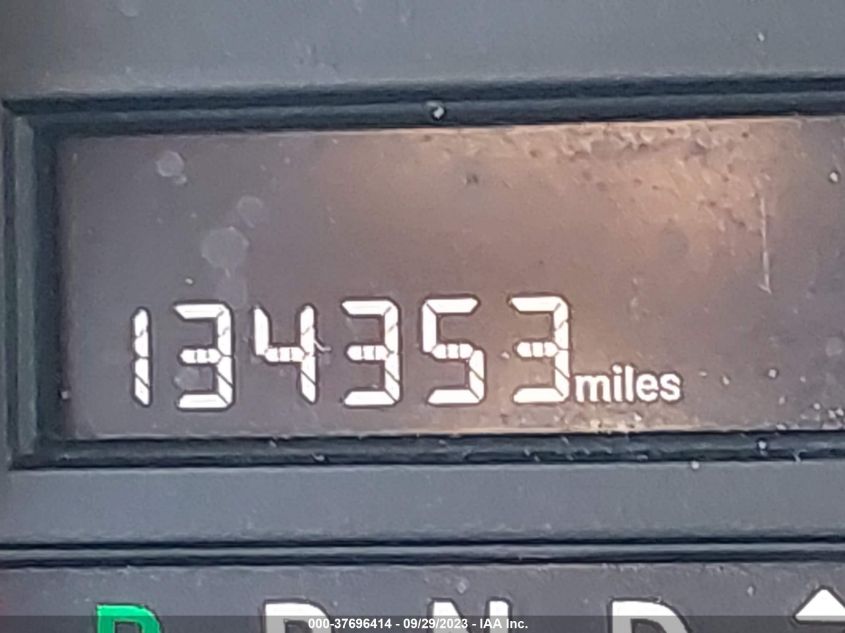 134353 miles
P R N D
000-37696414 - 09/29/2023 - IAA Inc.